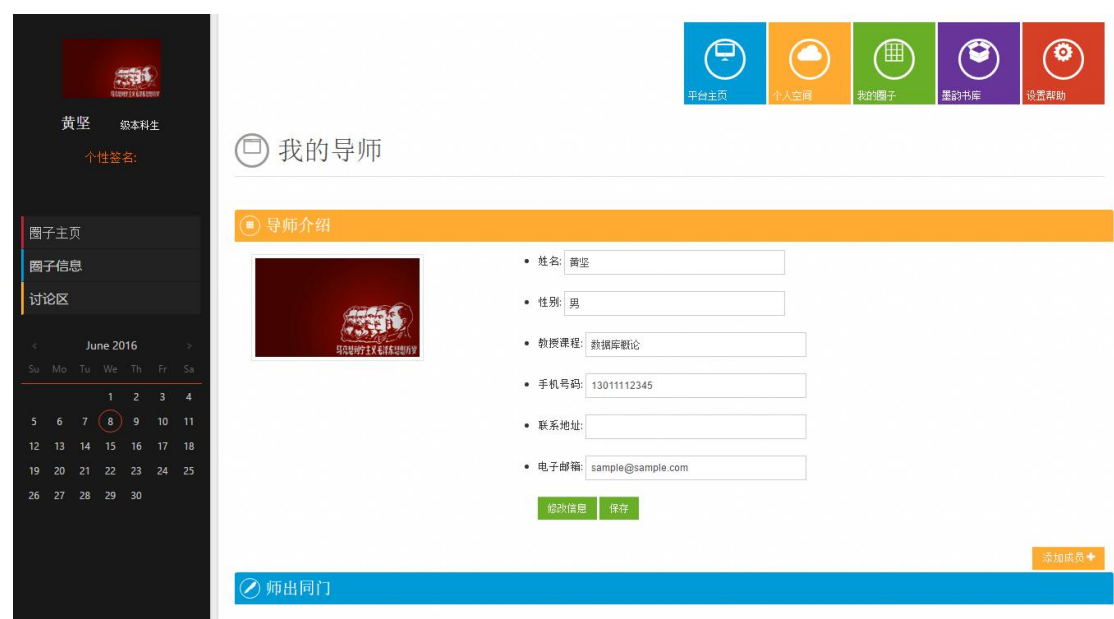 平台主页 个人空间 我的圈子 墨韵书库 设置帮助
黄坚 级本科生
个性签名:
圈子主页
圈子信息
讨论区
< June 2016 >
Su Mo Tu We Th Fr Sa
1 2 3 4
5 6 7 8 9 10 11
12 13 14 15 16 17 18
19 20 21 22 23 24 25
26 27 28 29 30
我的导师
导师介绍
姓名: 黄坚
性别: 男
教授课程: 数据库概论
手机号码: 13011112345
联系地址:
电子邮箱: sample@sample.com
修改信息 保存
添加成员
师出同门